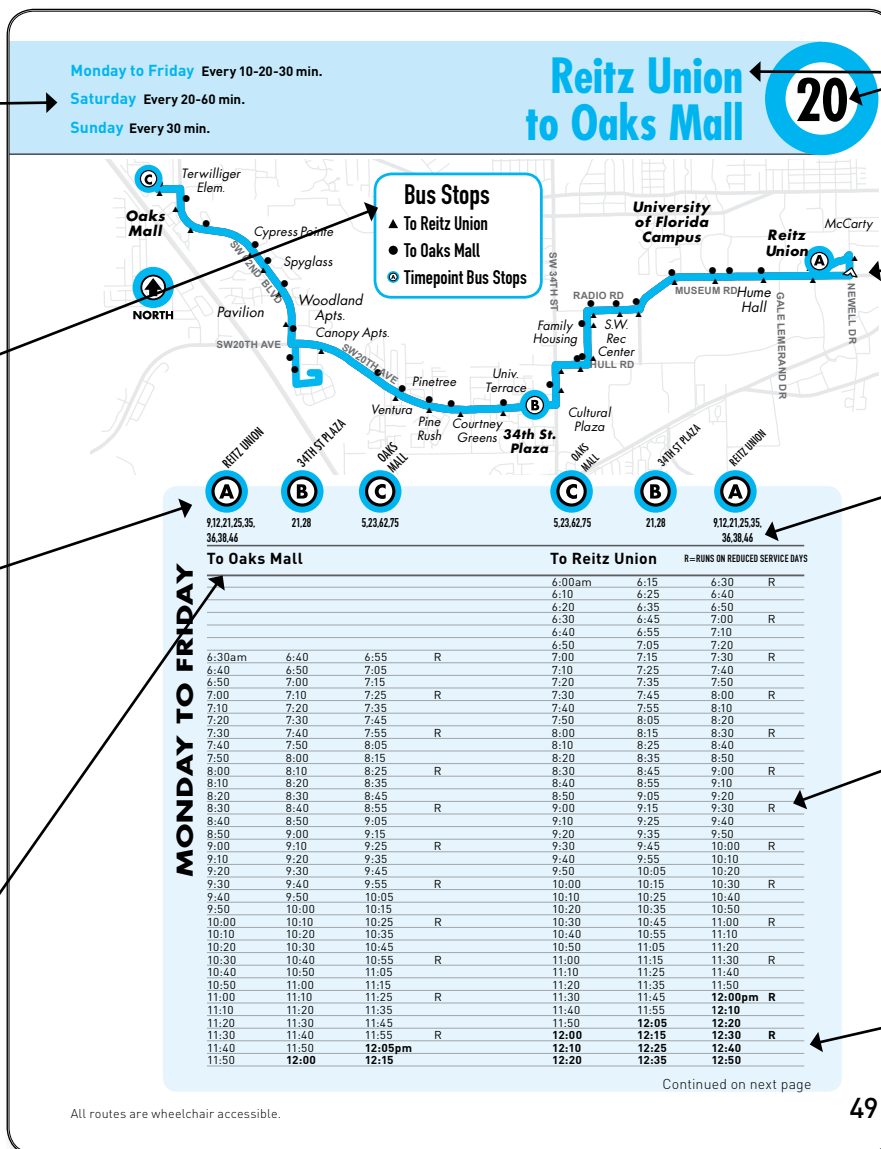 Monday to Friday Every 10-20-30 min.
Saturday Every 20-60 min.
Sunday Every 30 min.
Reitz Union
to Oaks Mall
20
C
Terwilliger
Elem.
Oaks
Mall
Cypress Pointe
Spyglass
SW 62ND BLVD
NORTH
Pavilion
Woodland
Apts.
Canopy Apts.
SW20TH AVE
SW20TH AVE
Bus Stops
To Reitz Union
To Oaks Mall
A Timepoint Bus Stops
University
of Florida
Campus
McCarty
Reitz
Union
A
SW 34TH ST
RADIO RD
MUSEUM RD
Hume
Hall
GALE LEMERAND DR
NEWELL DR
Family
Housing
S.W.
Rec
Center
HULL RD
Univ.
Terrace
Pinetree
Ventura
Pine
Rush
Courtney
Greens
B
34th St.
Plaza
Cultural
Plaza
REITZ UNION 34TH ST PLAZA OAKS MALL OAKS MALL 34TH ST PLAZA REITZ UNION
A B C C B A
9,12,21,25,35, 21,28 5,23,62,75 5,23,62,75 21,28 9,12,21,25,35,
36,38,46 36,38,46
To Oaks Mall To Reitz Union R=RUNS ON REDUCED SERVICE DAYS
MONDAY TO FRIDAY
6:00am 6:15 6:30 R
6:10 6:25 6:40
6:20 6:35 6:50
6:30 6:45 7:00 R
6:40 6:55 7:10
6:50 7:05 7:20
6:30am 6:40 6:55 R 7:00 7:15 7:30 R
6:40 6:50 7:05 7:10 7:25 7:40
6:50 7:00 7:15 7:20 7:35 7:50
7:00 7:10 7:25 R 7:30 7:45 8:00 R
7:10 7:20 7:35 7:40 7:55 8:10
7:20 7:30 7:45 7:50 8:05 8:20
7:30 7:40 7:55 R 8:00 8:15 8:30 R
7:40 7:50 8:05 8:10 8:25 8:40
7:50 8:00 8:15 8:20 8:35 8:50
8:00 8:10 8:25 R 8:30 8:45 9:00 R
8:10 8:20 8:35 8:40 8:55 9:10
8:20 8:30 8:45 8:50 9:05 9:20
8:30 8:40 8:55 R 9:00 9:15 9:30 R
8:40 8:50 9:05 9:10 9:25 9:40
8:50 9:00 9:15 9:20 9:35 9:50
9:00 9:10 9:25 R 9:30 9:45 10:00 R
9:10 9:20 9:35 9:40 9:55 10:10
9:20 9:30 9:45 9:50 10:05 10:20
9:30 9:40 9:55 R 10:00 10:15 10:30 R
9:40 9:50 10:05 10:10 10:25 10:40
9:50 10:00 10:15 10:20 10:35 10:50
10:00 10:10 10:25 R 10:30 10:45 11:00 R
10:10 10:20 10:35 10:40 10:55 11:10
10:20 10:30 10:45 10:50 11:05 11:20
10:30 10:40 10:55 R 11:00 11:15 11:30 R
10:40 10:50 11:05 11:10 11:25 11:40
10:50 11:00 11:15 11:20 11:35 11:50
11:00 11:10 11:25 R 11:30 11:45 12:00pm R
11:10 11:20 11:35 11:40 11:55 12:10
11:20 11:30 11:45 11:50 12:05 12:20
11:30 11:40 11:55 R 12:00 12:15 12:30 R
11:40 11:50 12:05pm 12:10 12:25 12:40
11:50 12:00 12:15 12:20 12:35 12:50
Continued on next page
All routes are wheelchair accessible.
49